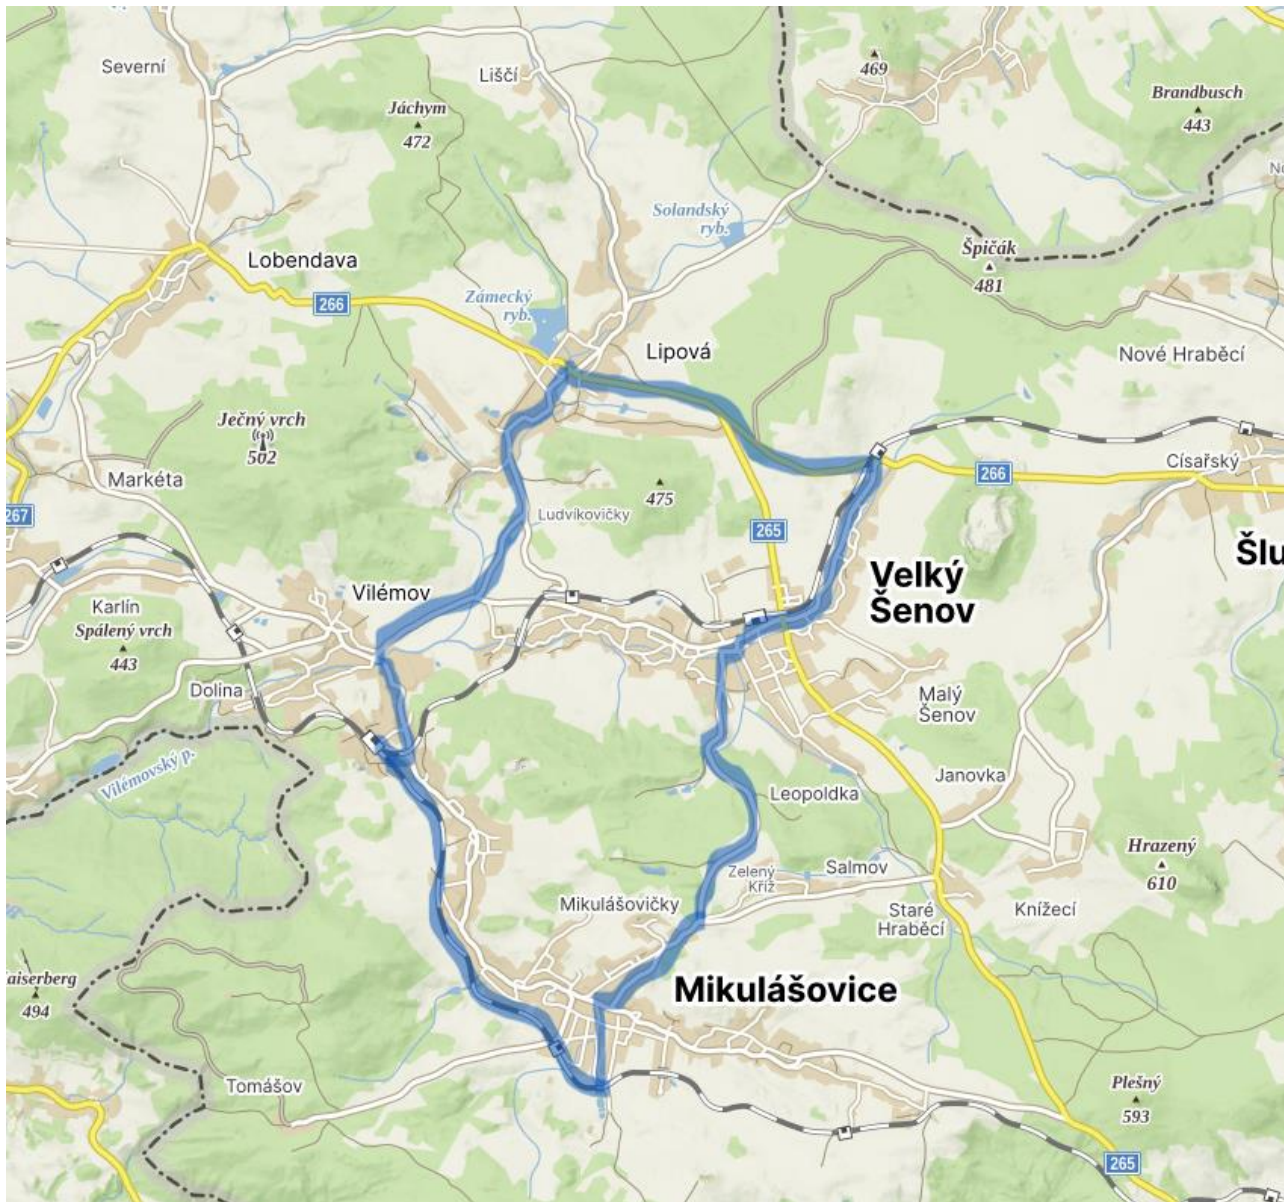 Severní
Liščí
469
Brandbusch
443
Jáchym
472
Solandský
ryb.
Špičák
481
Lobendava
266
Zámecký
ryb.
Lipová
Nové Hraběcí
Ječný vrch
502
Markéta
475
Císařský
266
267
Ludvíkovičky
265
Velký
Šenov
Šlu
Vilémov
Karlín
Spálený vrch
443
Dolina
Malý
Šenov
Vilémovský p.
Janovka
Leopoldka
Hrazený
610
Zelený
Kříž
Salmov
Mikulášovičky
Staré
Hraběcí
Knížecí
aiserberg
494
Mikulášovice
Tomášov
Plešný
593
265